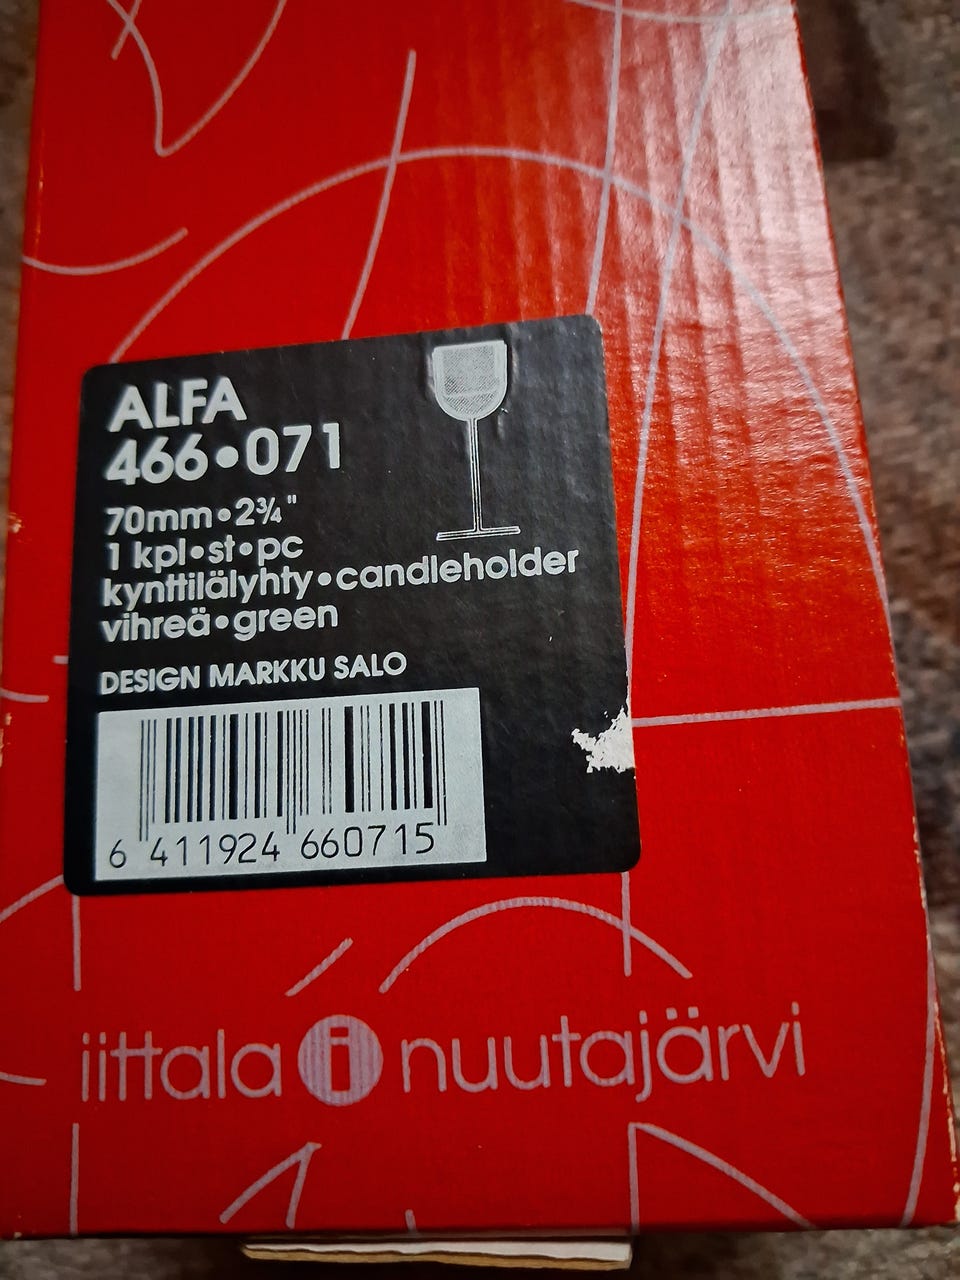 ALFA
466•071
70mm•2¾"
1 kpl•st•pc
kynttilälyhty•candleholder
vihreä•green
DESIGN MARKKU SALO
6 411924 660715
iittala i nuutajärvi